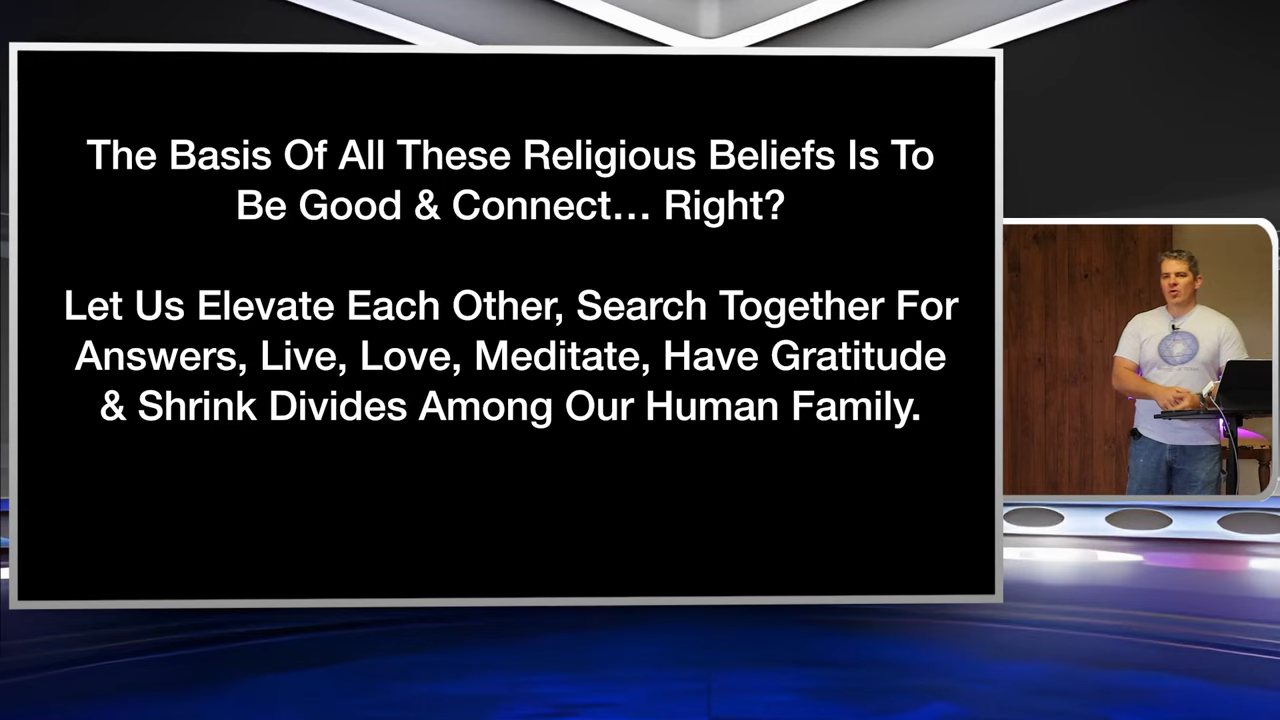 The Basis Of All These Religious Beliefs Is To
Be Good & Connect... Right?
Let Us Elevate Each Other, Search Together For
Answers, Live, Love, Meditate, Have Gratitude
& Shrink Divides Among Our Human Family.